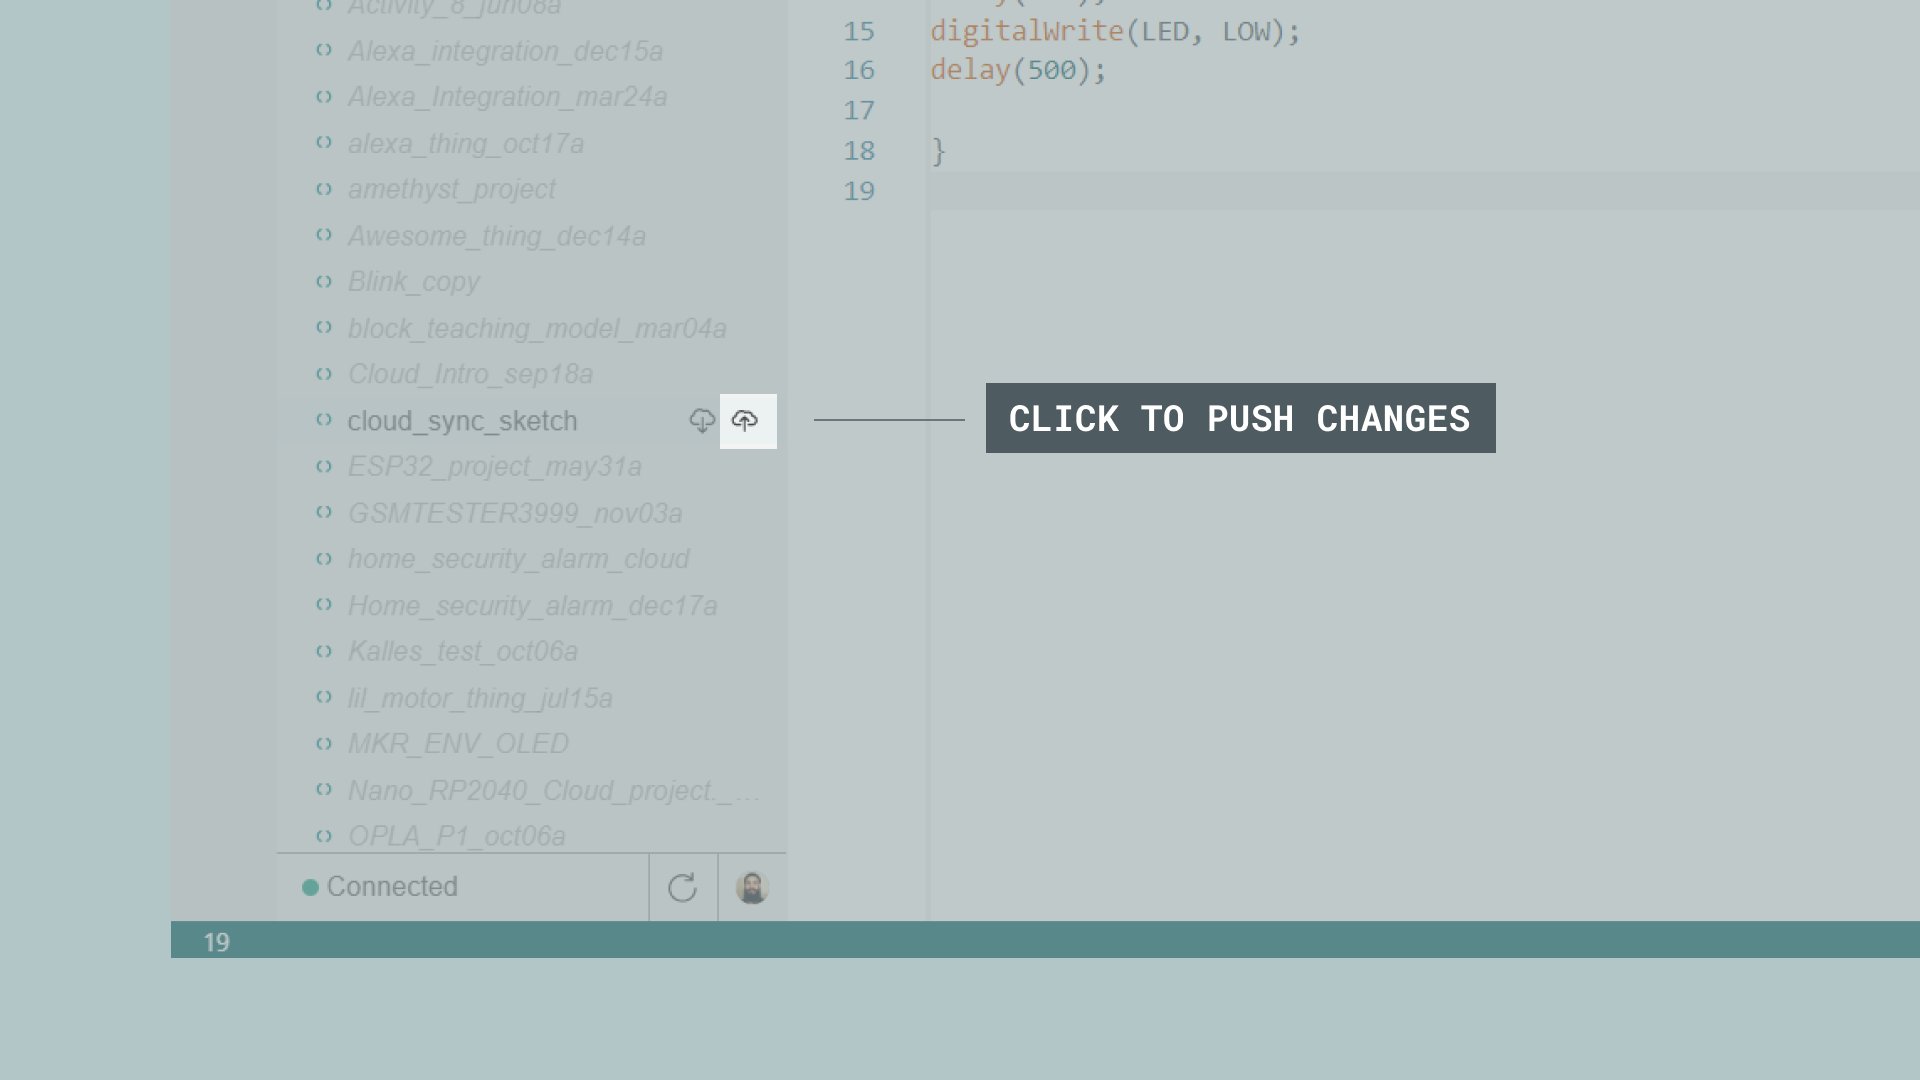 Activity_8_jun08a
Alexa_integration_dec15a
Alexa_Integration_mar24a
alexa_thing_oct17a
amethyst_project
Awesome_thing_dec14a
Blink_copy
block_teaching_model_mar04a
Cloud_Intro_sep18a
cloud_sync_sketch
ESP32_project_may31a
GSMTESTER3999_nov03a
home_security_alarm_cloud
Home_security_alarm_dec17a
Kalles_test_oct06a
lil_motor_thing_jul15a
MKR_ENV_OLED
Nano_RP2040_Cloud_project._...
OPLA_P1_oct06a
Connected
15 digitalWrite(LED, LOW);
16 delay(500);
17
18 }
19
CLICK TO PUSH CHANGES
19